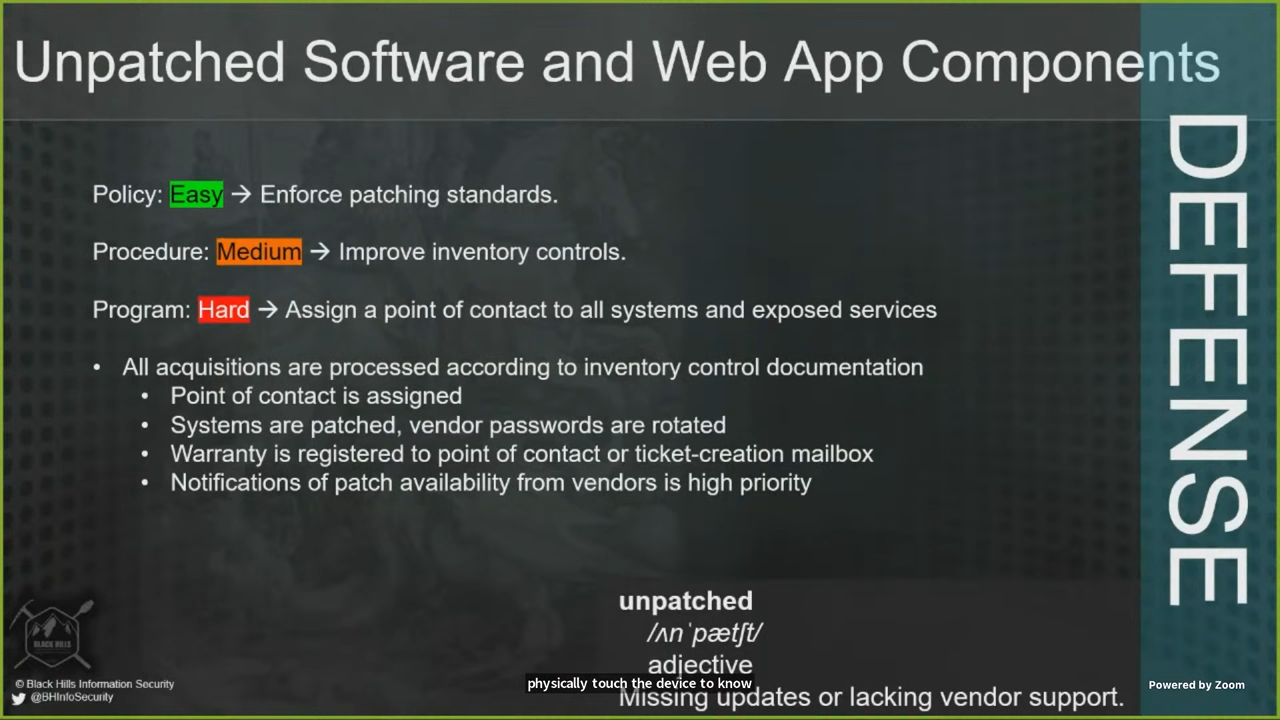 Unpatched Software and Web App Components
DEFENSE
Policy: Easy → Enforce patching standards.
Procedure: Medium → Improve inventory controls.
Program: Hard → Assign a point of contact to all systems and exposed services
• All acquisitions are processed according to inventory control documentation
• Point of contact is assigned
• Systems are patched, vendor passwords are rotated
• Warranty is registered to point of contact or ticket-creation mailbox
• Notifications of patch availability from vendors is high priority
unpatched
/ʌnˈpætʃt/
adjective
Missing updates or lacking vendor support.
physically touch the device to know
BLACK HILLS
© Black Hills Information Security
@BHInfoSecurity
Powered by Zoom